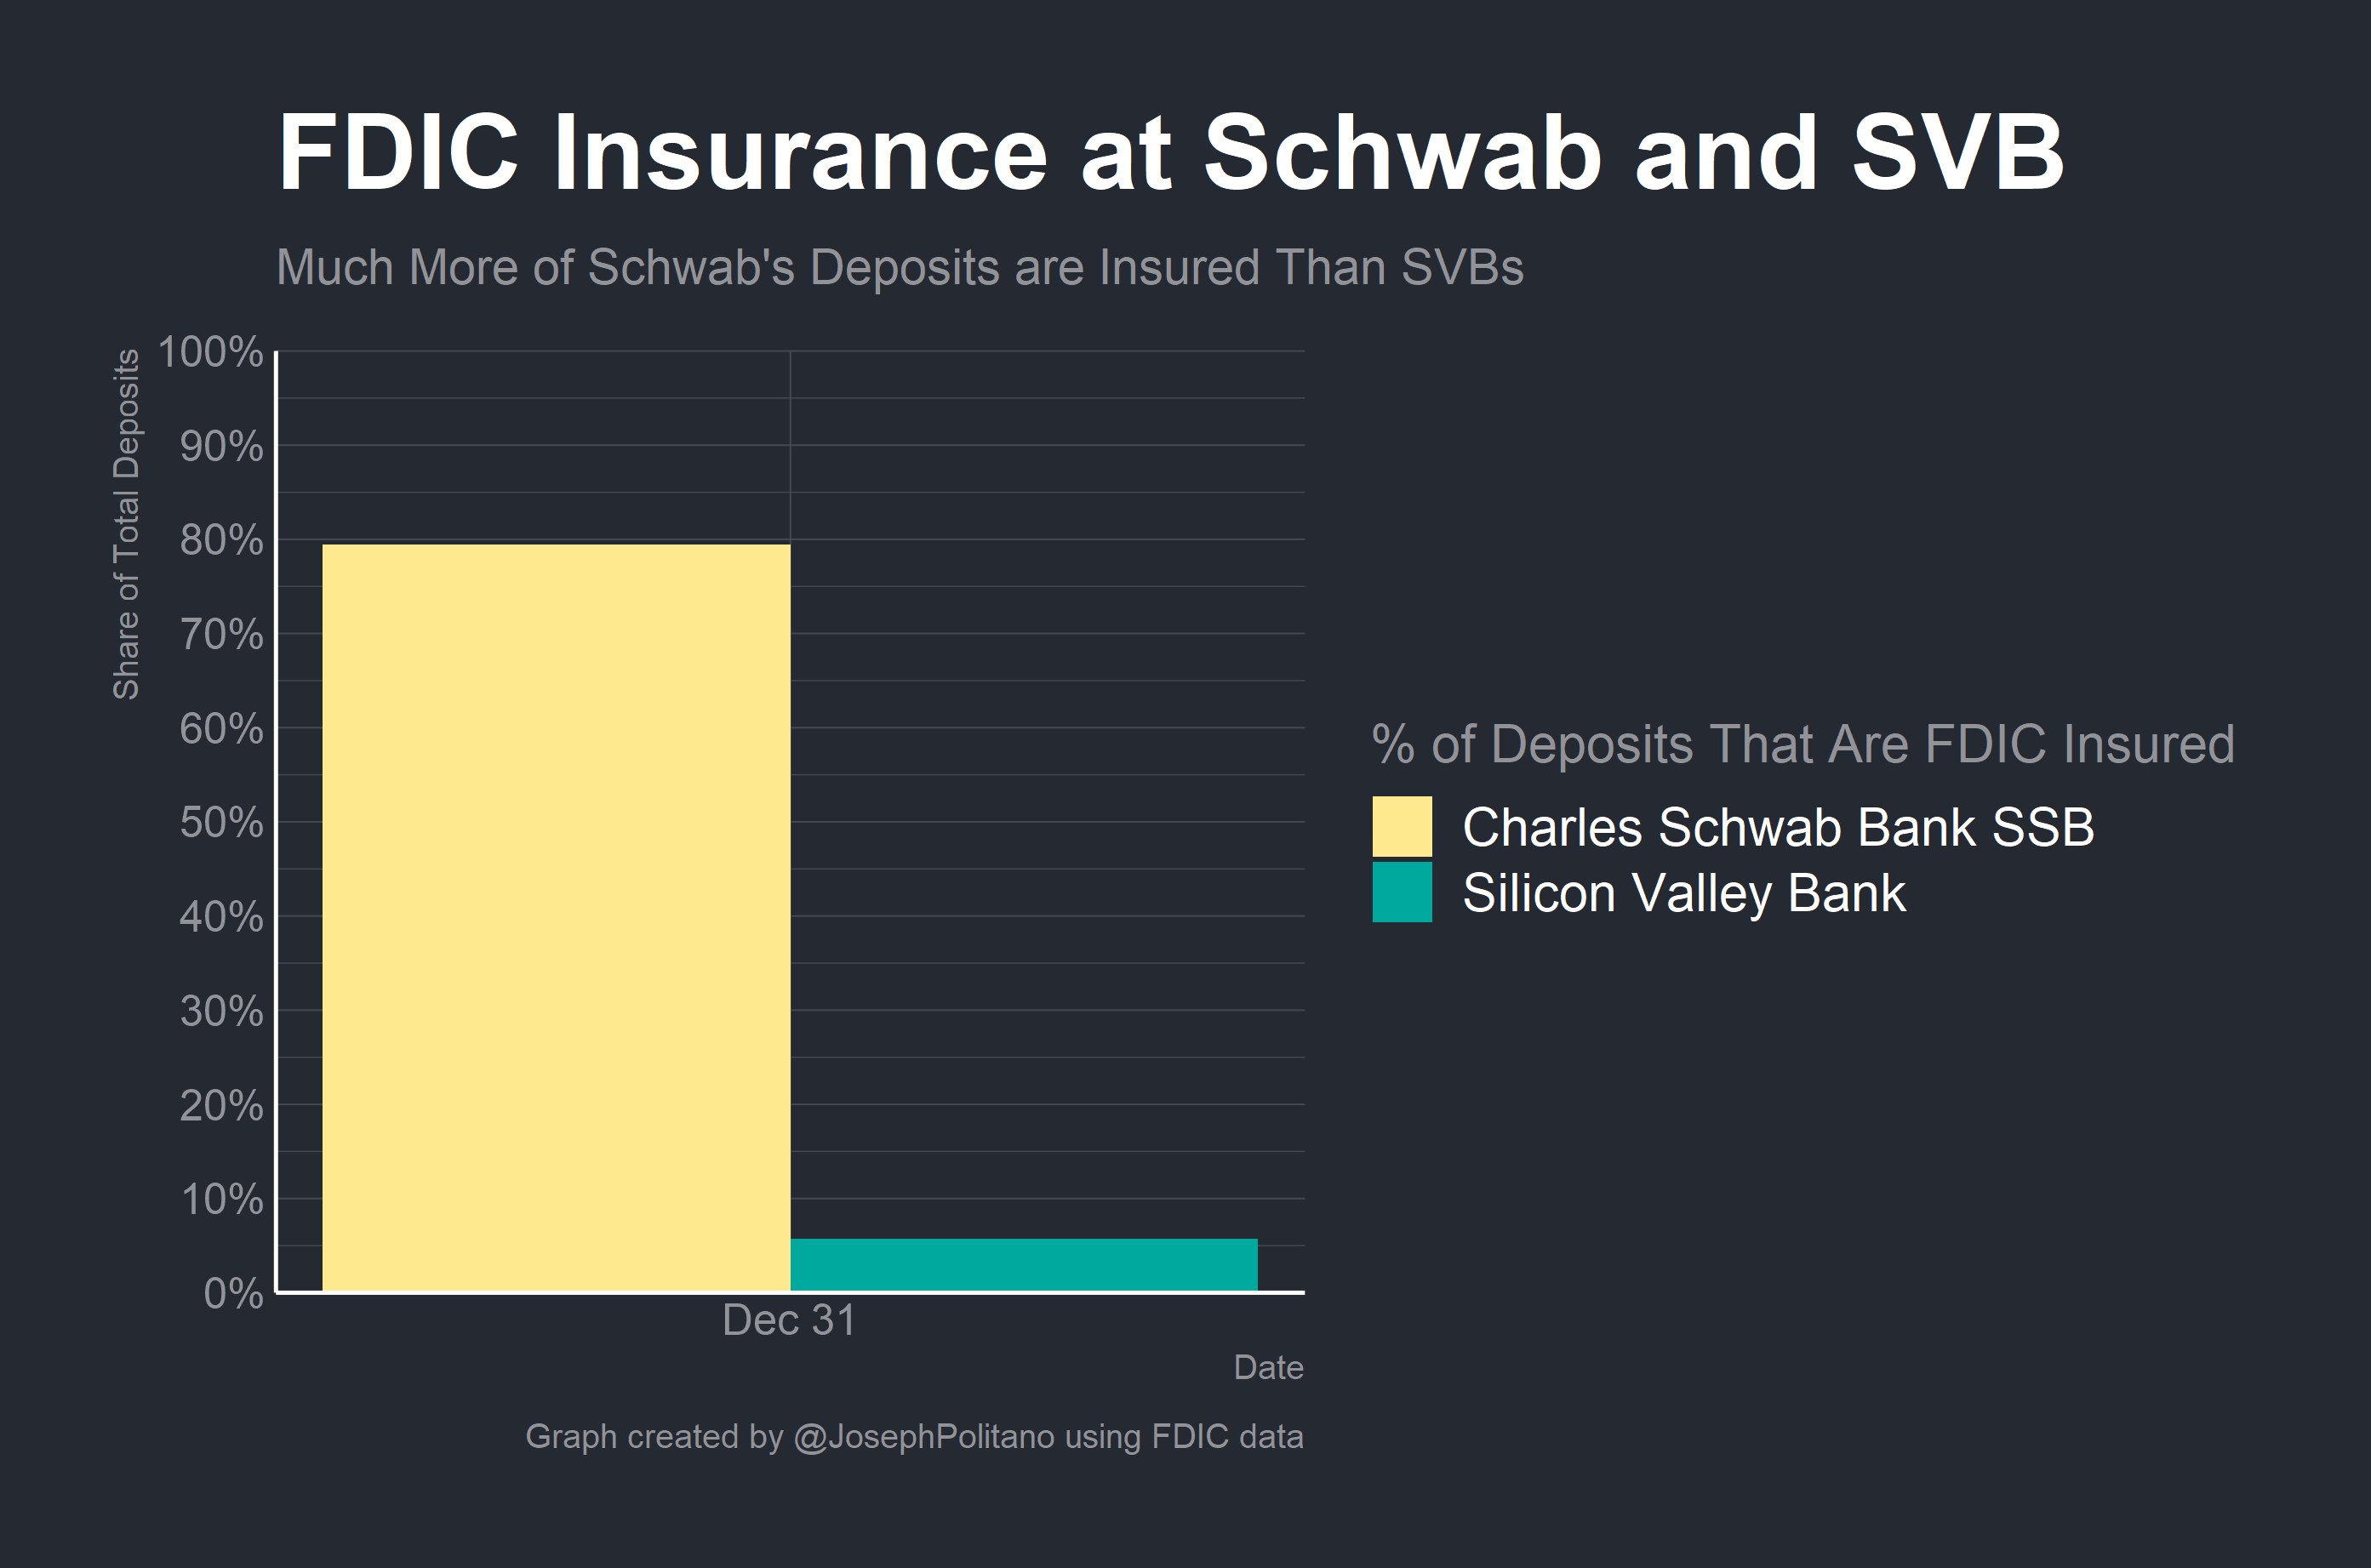 FDIC Insurance at Schwab and SVB
Much More of Schwab's Deposits are Insured Than SVBs
Share of Total Deposits
100%
90%
80%
70%
60%
50%
40%
30%
20%
10%
0%
Dec 31
Date
% of Deposits That Are FDIC Insured
Charles Schwab Bank SSB
Silicon Valley Bank
Graph created by @JosephPolitano using FDIC data